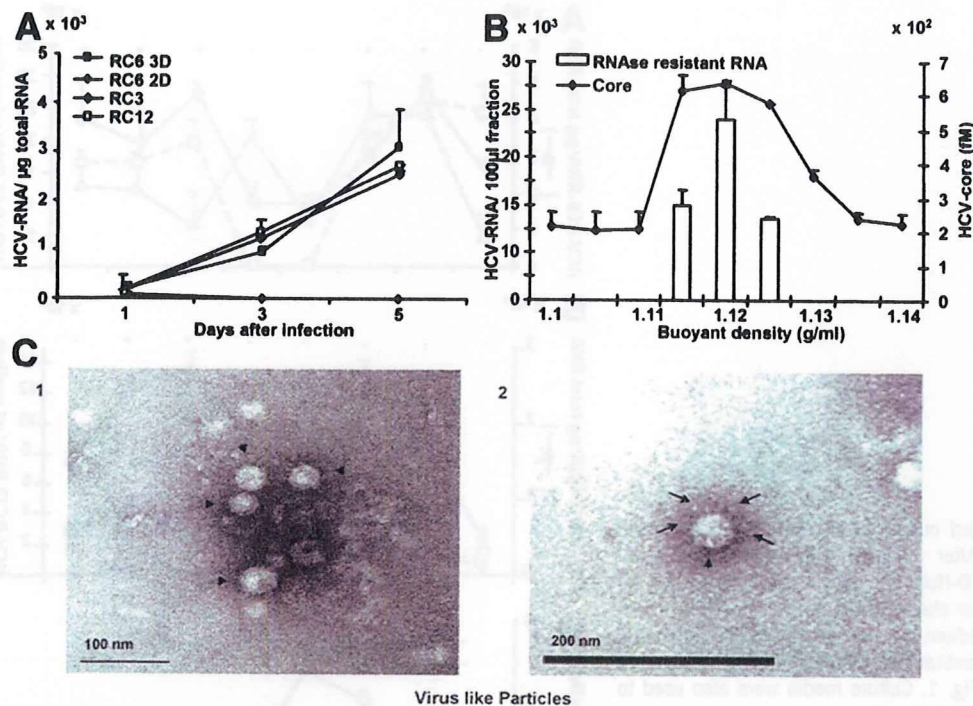 A
x 10³
5
4
3
2
1
0
HCV-RNA/ µg total-RNA
RC6 3D
RC6 2D
RC3
RC12
1 3 5
Days after infection
B
x 10³
30
25
20
15
10
5
0
HCV-RNA/ 100µl fraction
RNAse resistant RNA
Core
x 10²
7
6
5
4
3
2
1
0
HCV-core (fM)
1.1 1.11 1.12 1.13 1.14
Buoyant density (g/ml)
C
1
100 nm
2
200 nm
Virus like Particles